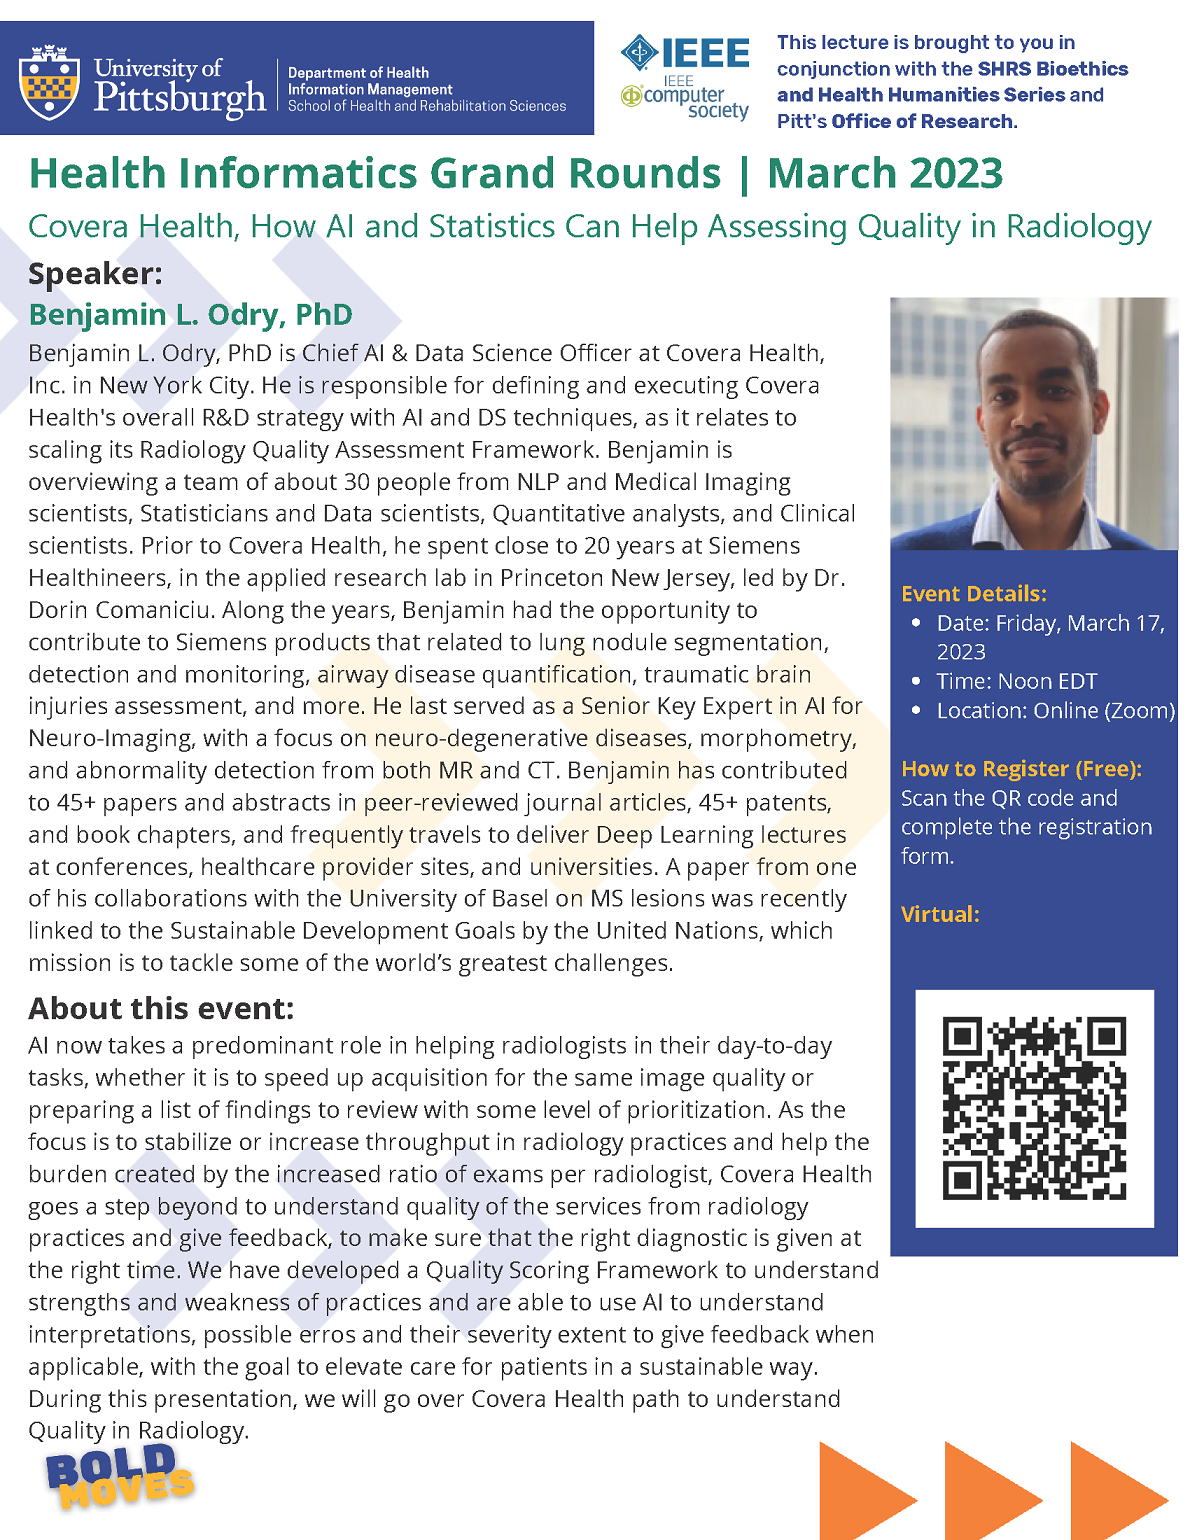 University of
Pittsburgh
Department of Health
Information Management
School of Health and Rehabilitation Sciences
IEEE
IEEE
computer
society
This lecture is brought to you in
conjunction with the SHRS Bioethics
and Health Humanities Series and
Pitt's Office of Research.
Health Informatics Grand Rounds | March 2023
Covera Health, How AI and Statistics Can Help Assessing Quality in Radiology
Speaker:
Benjamin L. Odry, PhD
Benjamin L. Odry, PhD is Chief AI & Data Science Officer at Covera Health,
Inc. in New York City. He is responsible for defining and executing Covera
Health's overall R&D strategy with AI and DS techniques, as it relates to
scaling its Radiology Quality Assessment Framework. Benjamin is
overviewing a team of about 30 people from NLP and Medical Imaging
scientists, Statisticians and Data scientists, Quantitative analysts, and Clinical
scientists. Prior to Covera Health, he spent close to 20 years at Siemens
Healthineers, in the applied research lab in Princeton New Jersey, led by Dr.
Dorin Comaniciu. Along the years, Benjamin had the opportunity to
contribute to Siemens products that related to lung nodule segmentation,
detection and monitoring, airway disease quantification, traumatic brain
injuries assessment, and more. He last served as a Senior Key Expert in AI for
Neuro-Imaging, with a focus on neuro-degenerative diseases, morphometry,
and abnormality detection from both MR and CT. Benjamin has contributed
to 45+ papers and abstracts in peer-reviewed journal articles, 45+ patents,
and book chapters, and frequently travels to deliver Deep Learning lectures
at conferences, healthcare provider sites, and universities. A paper from one
of his collaborations with the University of Basel on MS lesions was recently
linked to the Sustainable Development Goals by the United Nations, which
mission is to tackle some of the world’s greatest challenges.
About this event:
AI now takes a predominant role in helping radiologists in their day-to-day
tasks, whether it is to speed up acquisition for the same image quality or
preparing a list of findings to review with some level of prioritization. As the
focus is to stabilize or increase throughput in radiology practices and help the
burden created by the increased ratio of exams per radiologist, Covera Health
goes a step beyond to understand quality of the services from radiology
practices and give feedback, to make sure that the right diagnostic is given at
the right time. We have developed a Quality Scoring Framework to understand
strengths and weakness of practices and are able to use AI to understand
interpretations, possible erros and their severity extent to give feedback when
applicable, with the goal to elevate care for patients in a sustainable way.
During this presentation, we will go over Covera Health path to understand
Quality in Radiology.
Event Details:
• Date: Friday, March 17,
2023
• Time: Noon EDT
• Location: Online (Zoom)
How to Register (Free):
Scan the QR code and
complete the registration
form.
Virtual:
BOLD
MOVES